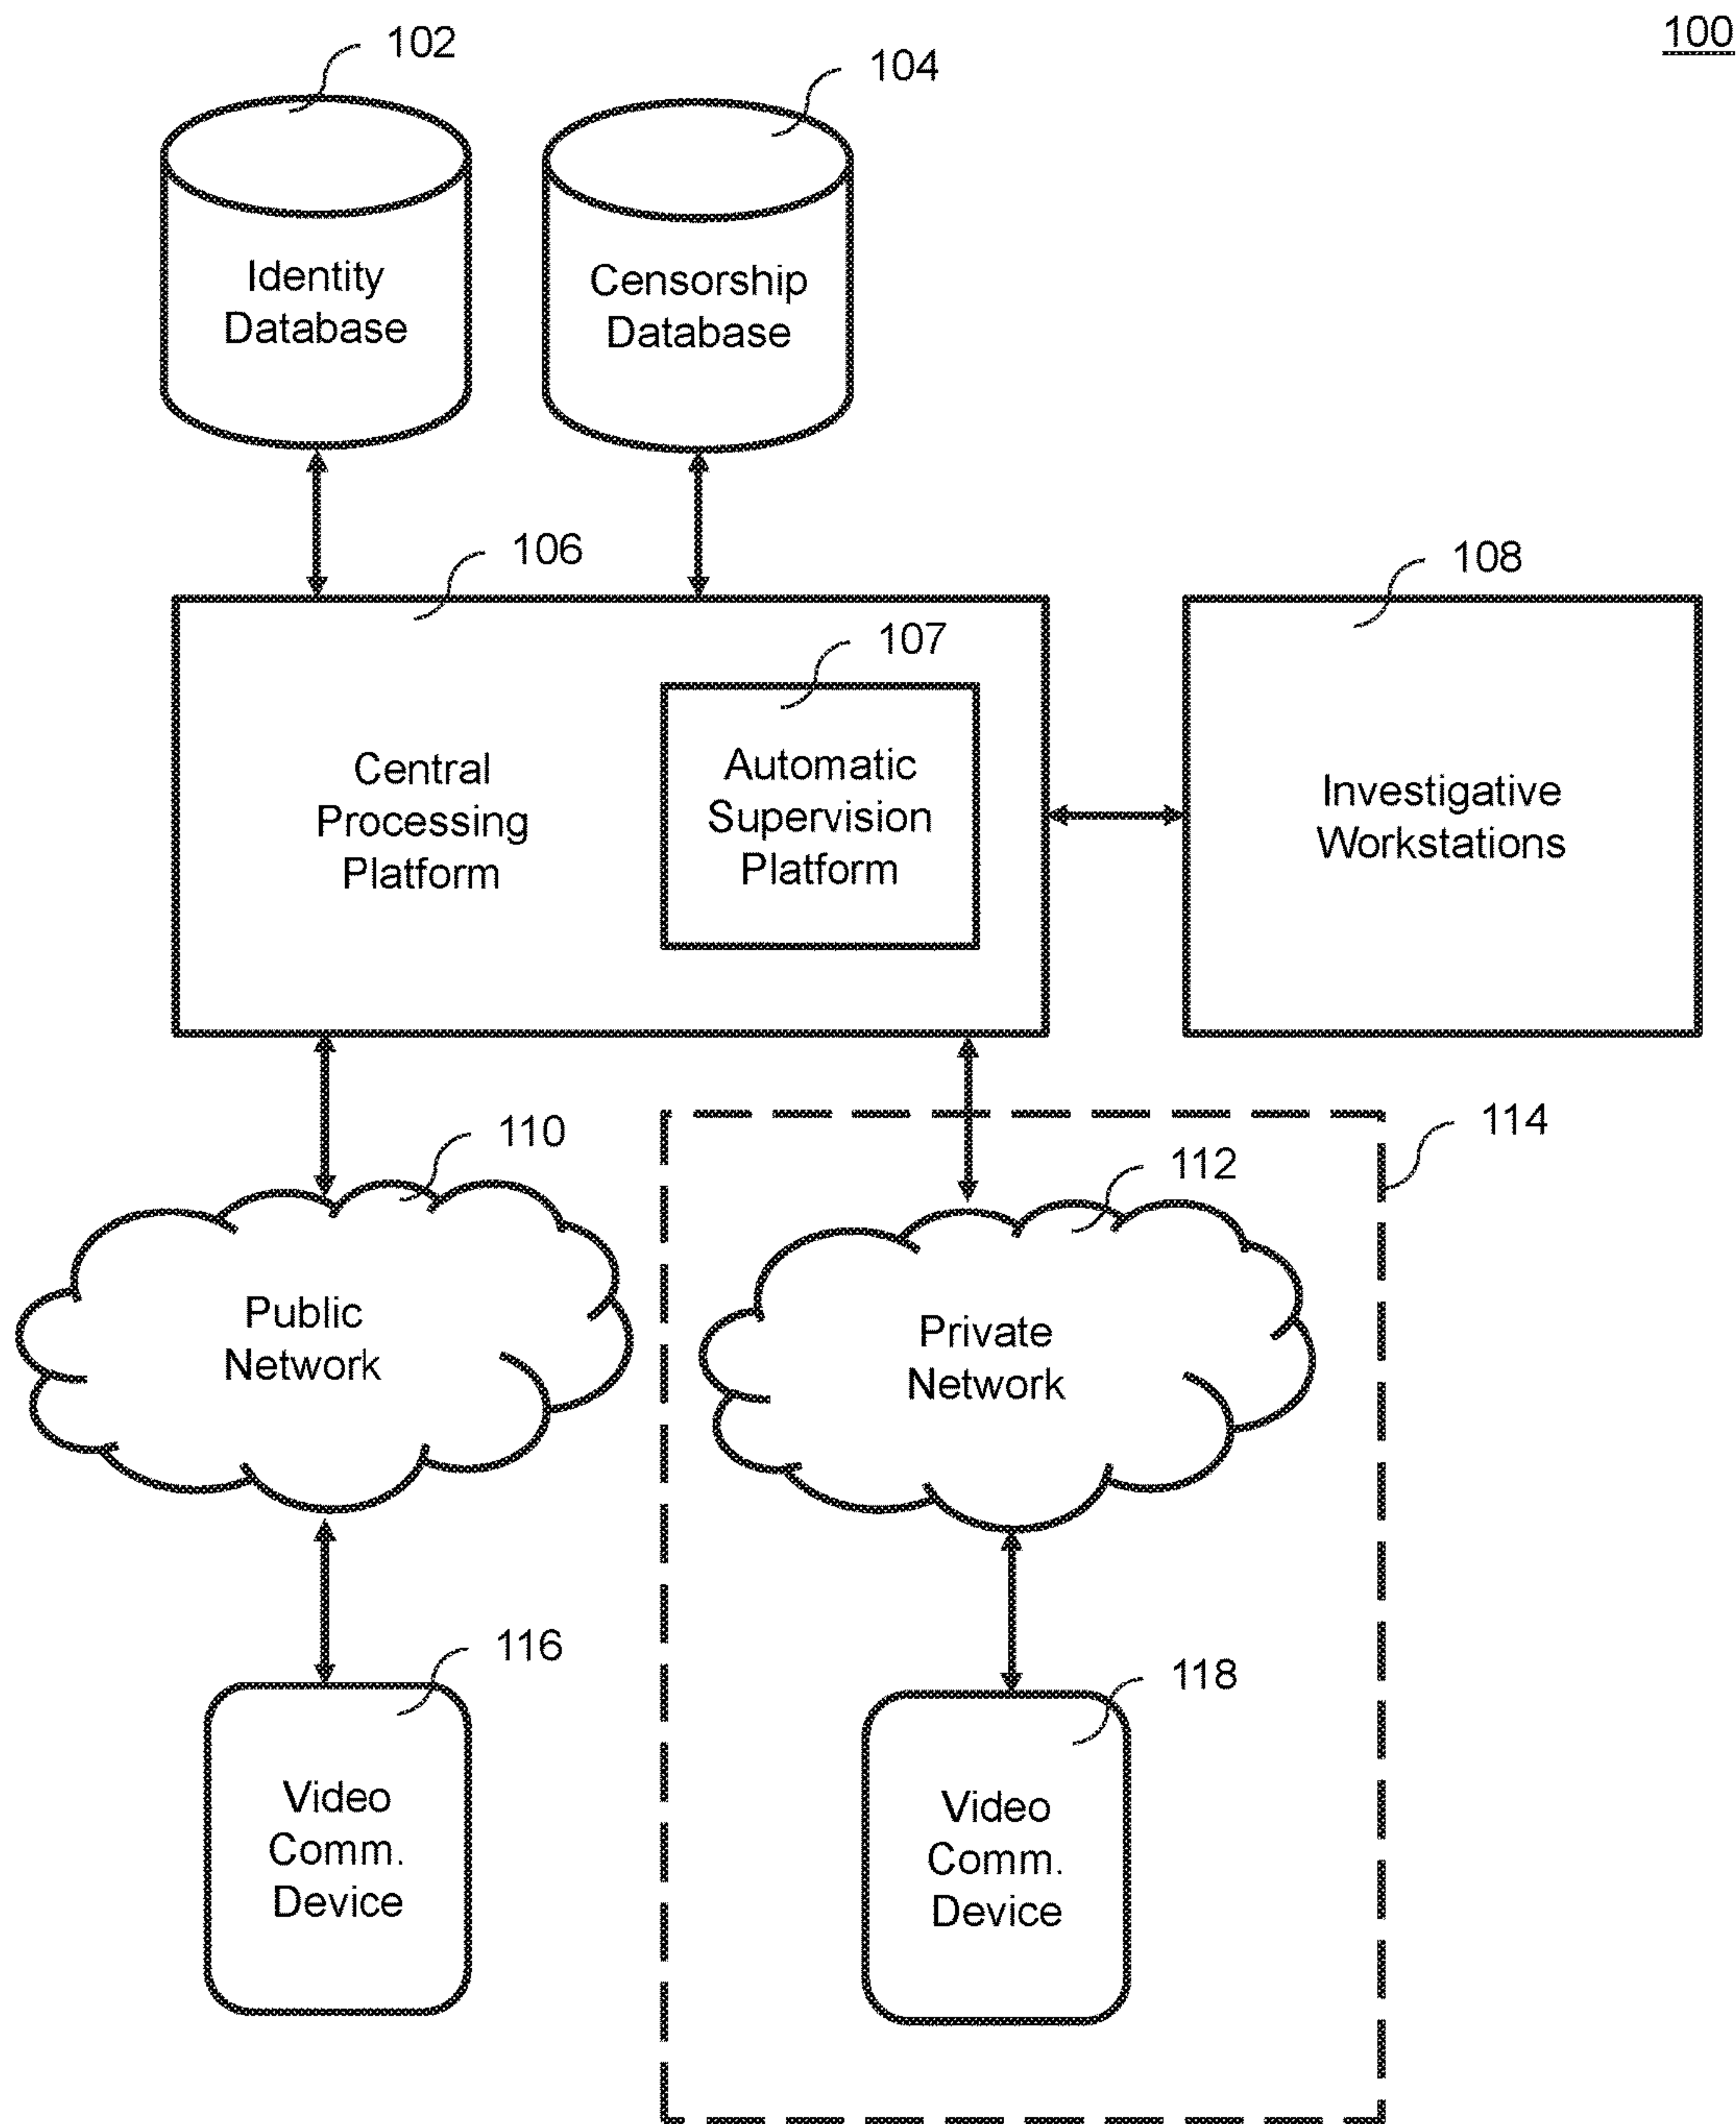 100
102
104
Identity
Database
Censorship
Database
106
108
107
Central
Processing
Platform
Automatic
Supervision
Platform
Investigative
Workstations
110
112
114
Public
Network
Private
Network
116
118
Video
Comm.
Device
Video
Comm.
Device